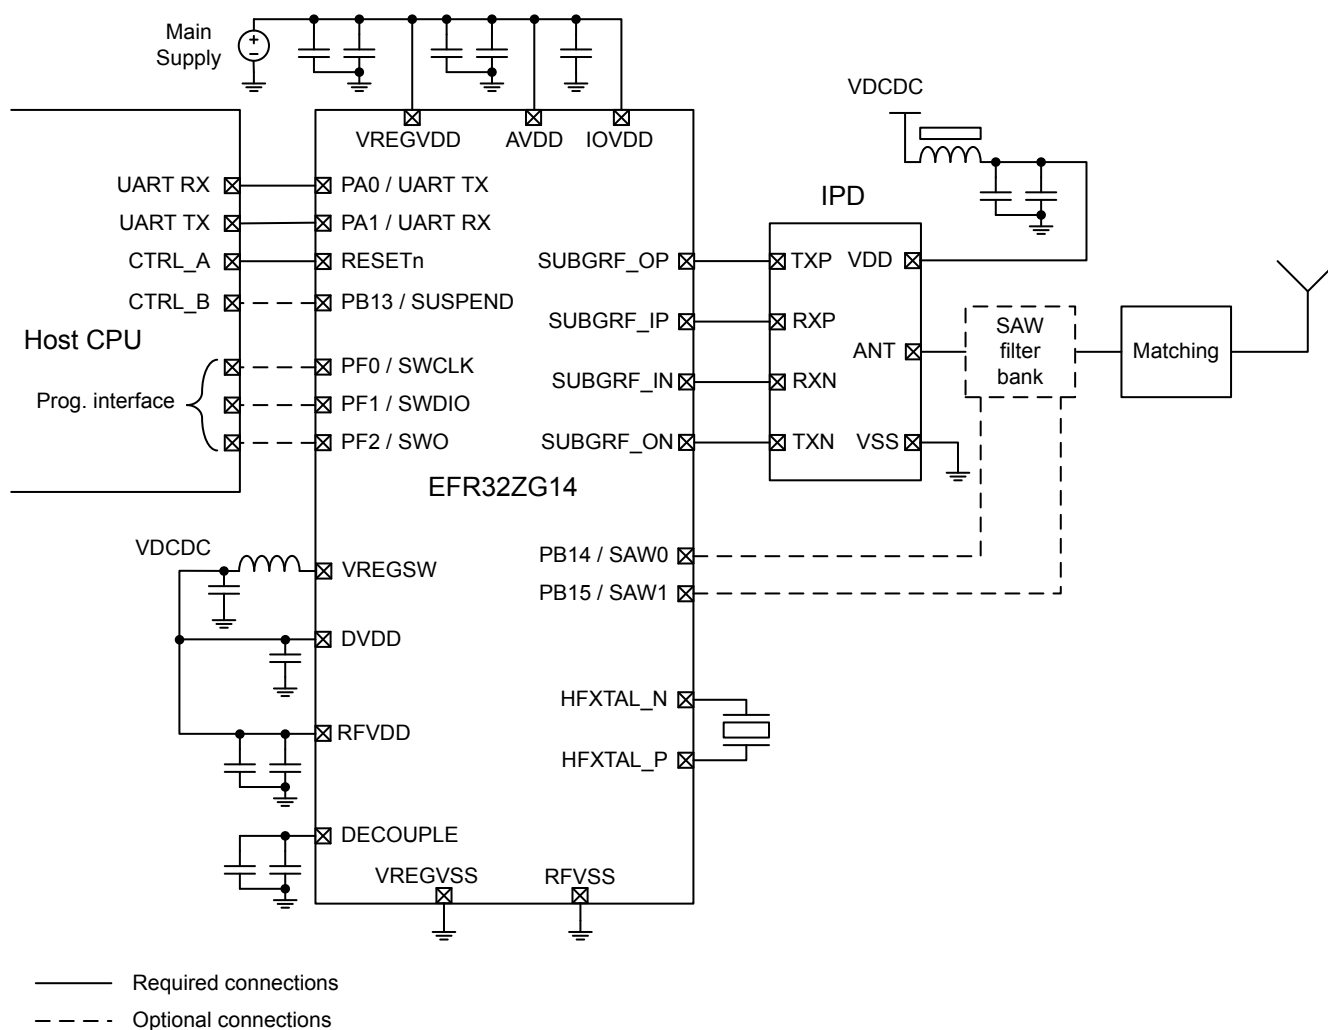 Main
Supply
VDCDC
VREGVDD
AVDD
IOVDD
UART RX
PA0 / UART TX
UART TX
PA1 / UART RX
CTRL_A
RESETn
CTRL_B
PB13 / SUSPEND
Host CPU
PF0 / SWCLK
Prog. interface
PF1 / SWDIO
PF2 / SWO
SUBGRF_OP
SUBGRF_IP
SUBGRF_IN
SUBGRF_ON
EFR32ZG14
IPD
TXP
VDD
RXP
ANT
RXN
TXN
VSS
SAW
filter
bank
Matching
PB14 / SAW0
PB15 / SAW1
VDCDC
VREGSW
DVDD
HFXTAL_N
RFVDD
HFXTAL_P
DECOUPLE
VREGVSS
RFVSS
Required connections
Optional connections